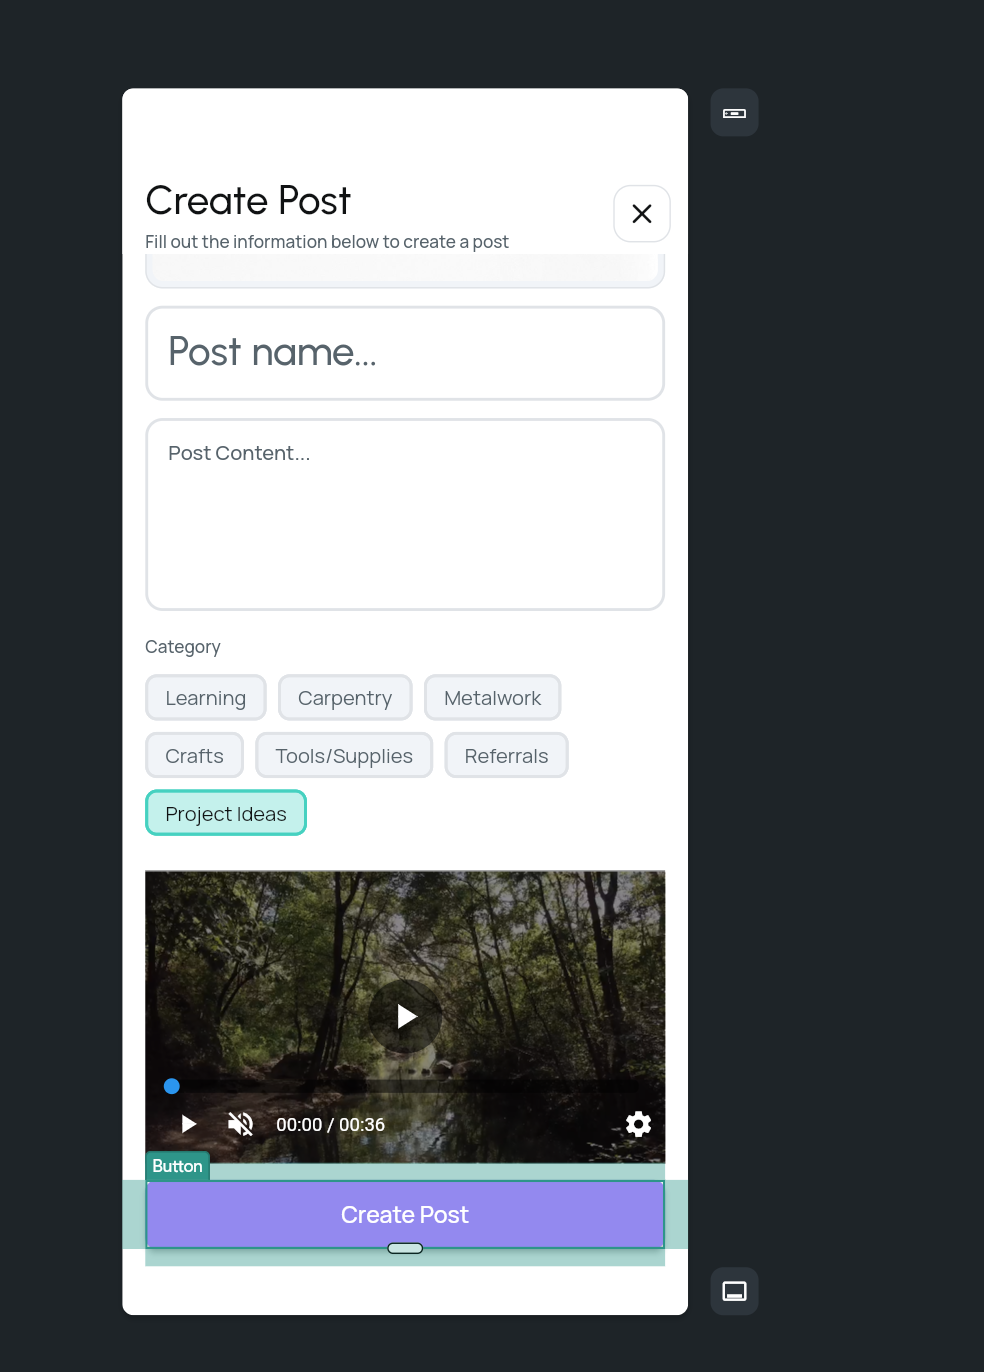 Create Post
Fill out the information below to create a post
Post name...
Post Content...
Category
Learning
Carpentry
Metalwork
Crafts
Tools/Supplies
Referrals
Project Ideas
00:00 / 00:36
Button
Create Post